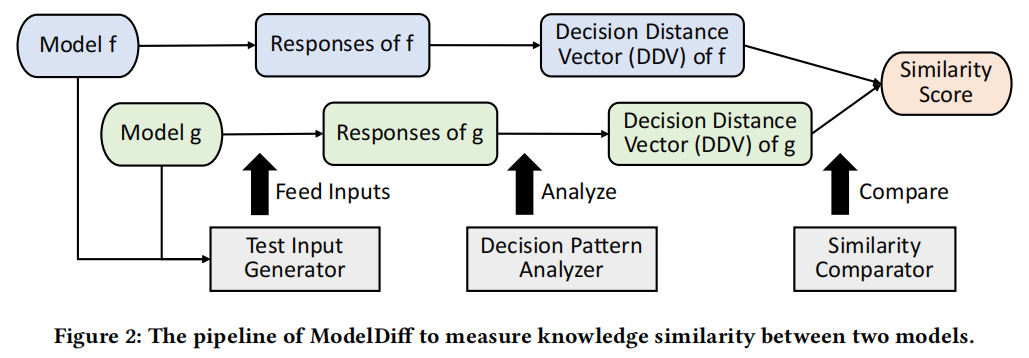 Model f
Responses of f
Decision Distance
Vector (DDV) of f
Similarity
Score
Model g
Responses of g
Decision Distance
Vector (DDV) of g
Feed Inputs
Analyze
Compare
Test Input
Generator
Decision Pattern
Analyzer
Similarity
Comparator
Figure 2: The pipeline of ModelDiff to measure knowledge similarity between two models.